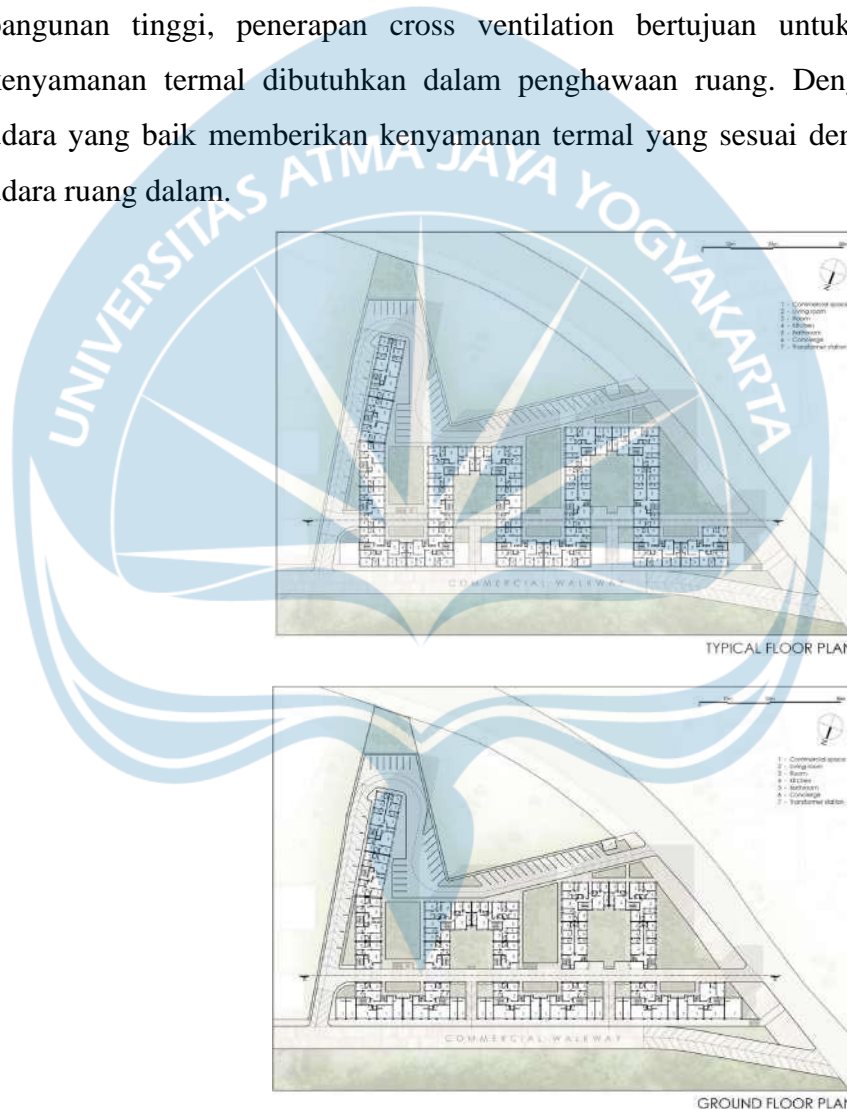 bangunan tinggi, penerapan cross ventilation bertujuan untuk
kenyamanan termal dibutuhkan dalam penghawaan ruang. Deng
udara yang baik memberikan kenyamanan termal yang sesuai den
udara ruang dalam.
UNIVERSITAS ATMA JAYA YOGYAKARTA
1 - Commercial space
2 - Living room
3 - Room
4 - Kitchen
5 - Bathroom
6 - Concierge
7 - Transformer station
COMMERCIAL WALKWAY
TYPICAL FLOOR PLAN
1 - Commercial space
2 - Living room
3 - Room
4 - Kitchen
5 - Bathroom
6 - Concierge
7 - Transformer station
COMMERCIAL WALKWAY
GROUND FLOOR PLAN